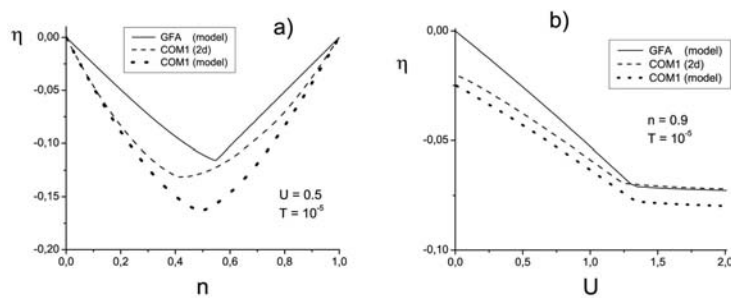 η
0,00
-0,05
-0,10
-0,15
-0,20
GFA (model)
COM1 (2d)
COM1 (model)
a)
U = 0.5
T = 10⁻⁵
0,0 0,2 0,4 0,6 0,8 1,0
n
b)
η
0,00
-0,05
-0,10
GFA (model)
COM1 (2d)
COM1 (model)
n = 0.9
T = 10⁻⁵
0,0 0,5 1,0 1,5 2,0
U